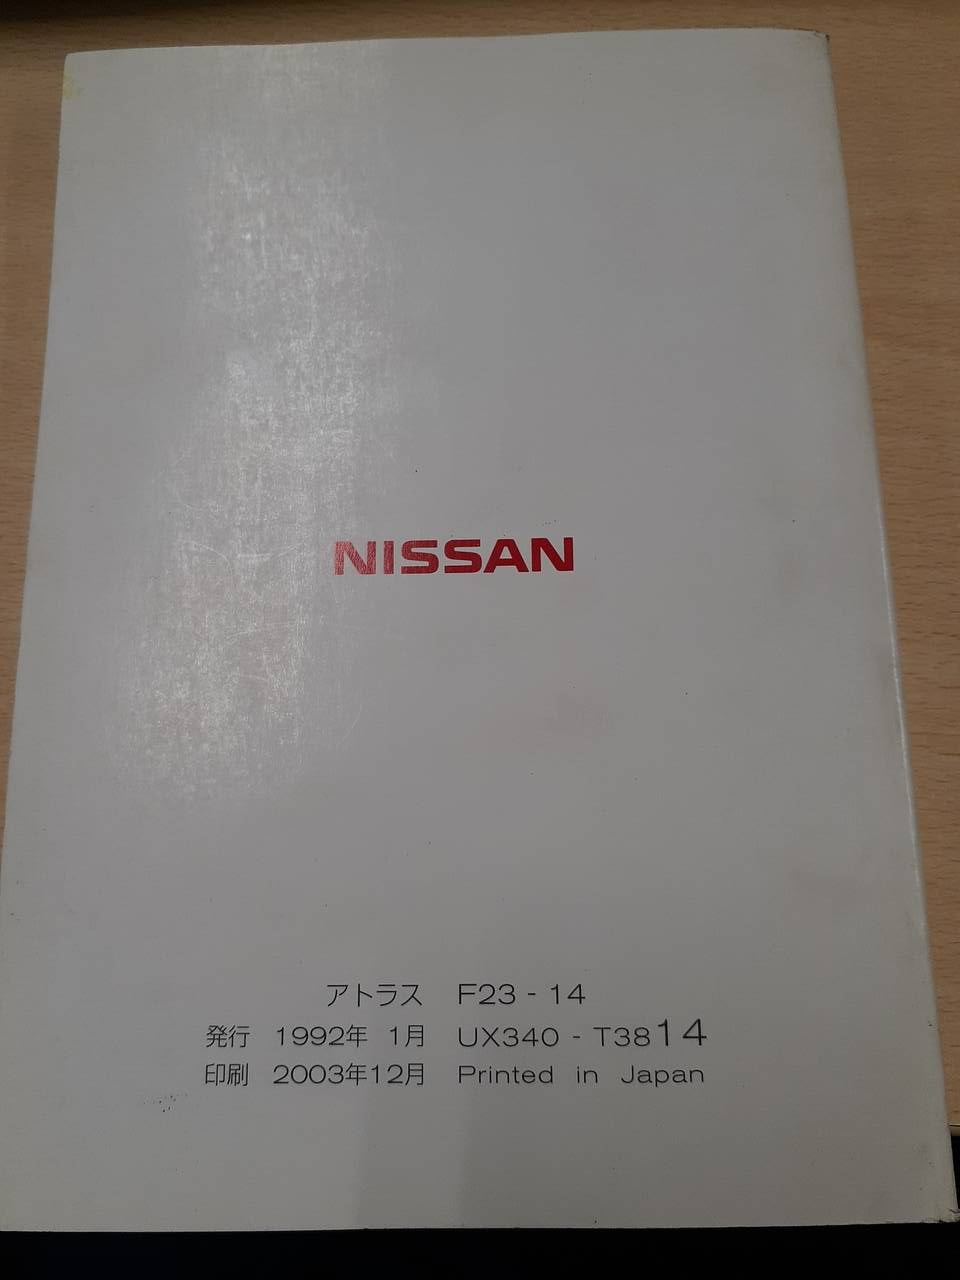 NISSAN
アトラス F23 - 14
発行 1992年 1月 UX340 - T3814
印刷 2003年12月 Printed in Japan